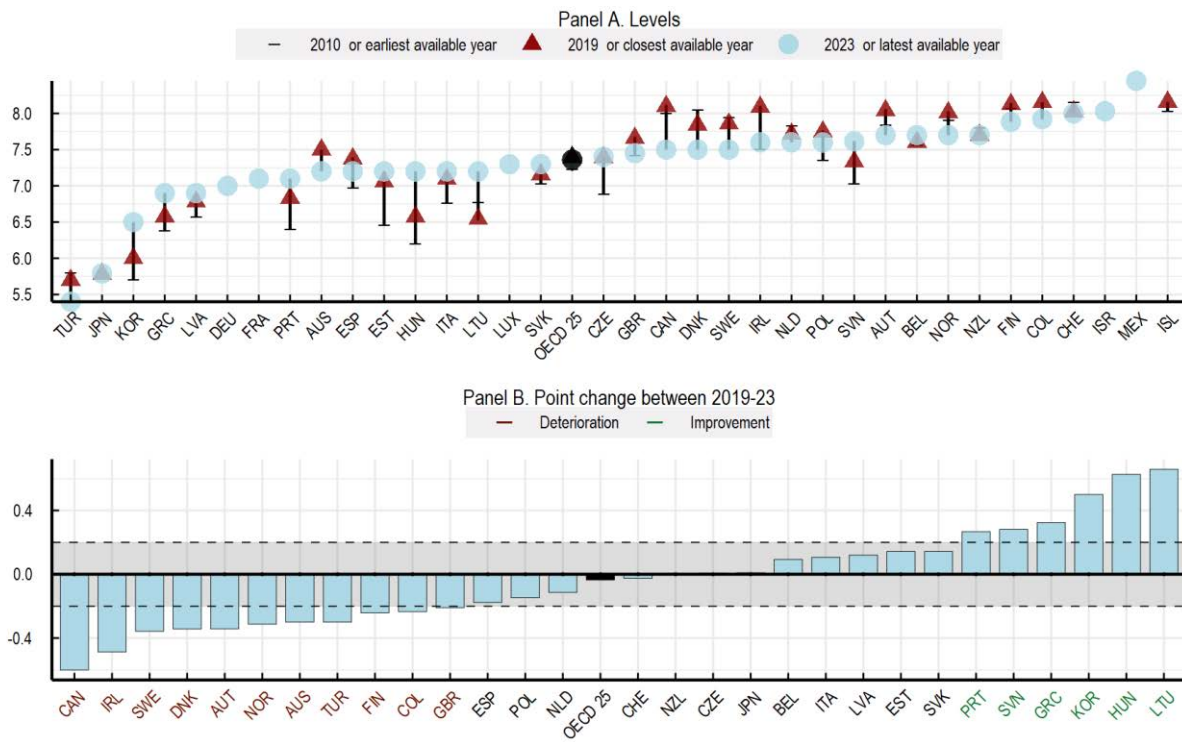 Panel A. Levels
2010 or earliest available year
2019 or closest available year
2023 or latest available year
8.0
7.5
7.0
6.5
6.0
5.5
TUR JPN KOR GRC LVA DEU FRA PRT AUS ESP EST HUN ITA LTU LUX SVK OECD 25 CZE GBR CAN DNK SWE IRL NLD POL SVN AUT BEL NOR NZL FIN COL CHE ISR MEX ISL
Panel B. Point change between 2019-23
Deterioration Improvement
0.4
0.0
-0.4
CAN IRL SWE DNK AUT NOR AUS TUR FIN COL GBR ESP POL NLD OECD 25 CHE NZL CZE JPN BEL ITA LVA EST SVK PRT SVN GRC KOR HUN LTU